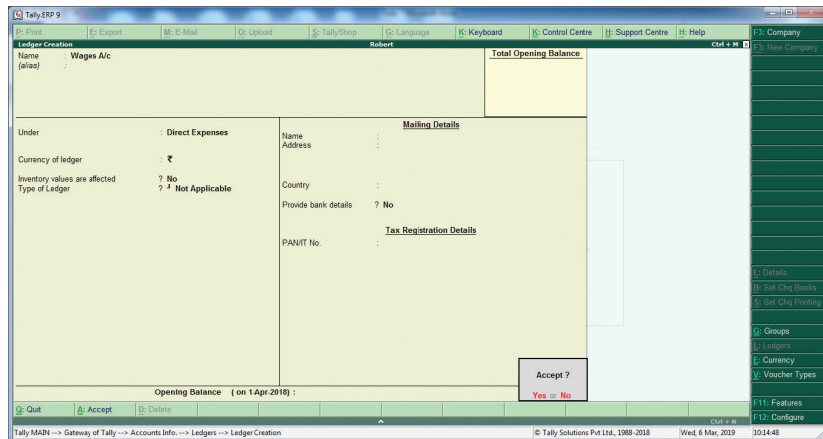 Tally.ERP 9
P: Print E: Export M: E-Mail O: Upload S: TallyShop G: Language K: Keyboard K: Control Centre H: Support Centre H: Help
F3: Company
F3: New Company
Ledger Creation Robert Ctrl + M
Name : Wages A/c
(alias) :
Total Opening Balance
Under : Direct Expenses
Currency of ledger : ₹
Inventory values are affected ? No
Type of Ledger ? ┘ Not Applicable
Mailing Details
Name :
Address :
Country :
Provide bank details ? No
Tax Registration Details
PAN/IT No. :
L: Details
B: Set Chq Books
S: Set Chq Printing
G: Groups
L: Ledgers
E: Currency
V: Voucher Types
F11: Features
F12: Configure
Accept ?
Yes or No
Opening Balance ( on 1-Apr-2018) :
Q: Quit A: Accept D: Delete
Ctrl + N
Tally MAIN --> Gateway of Tally --> Accounts Info. --> Ledgers --> Ledger Creation © Tally Solutions Pvt Ltd., 1988-2018 Wed, 6 Mar, 2019 10:14:48